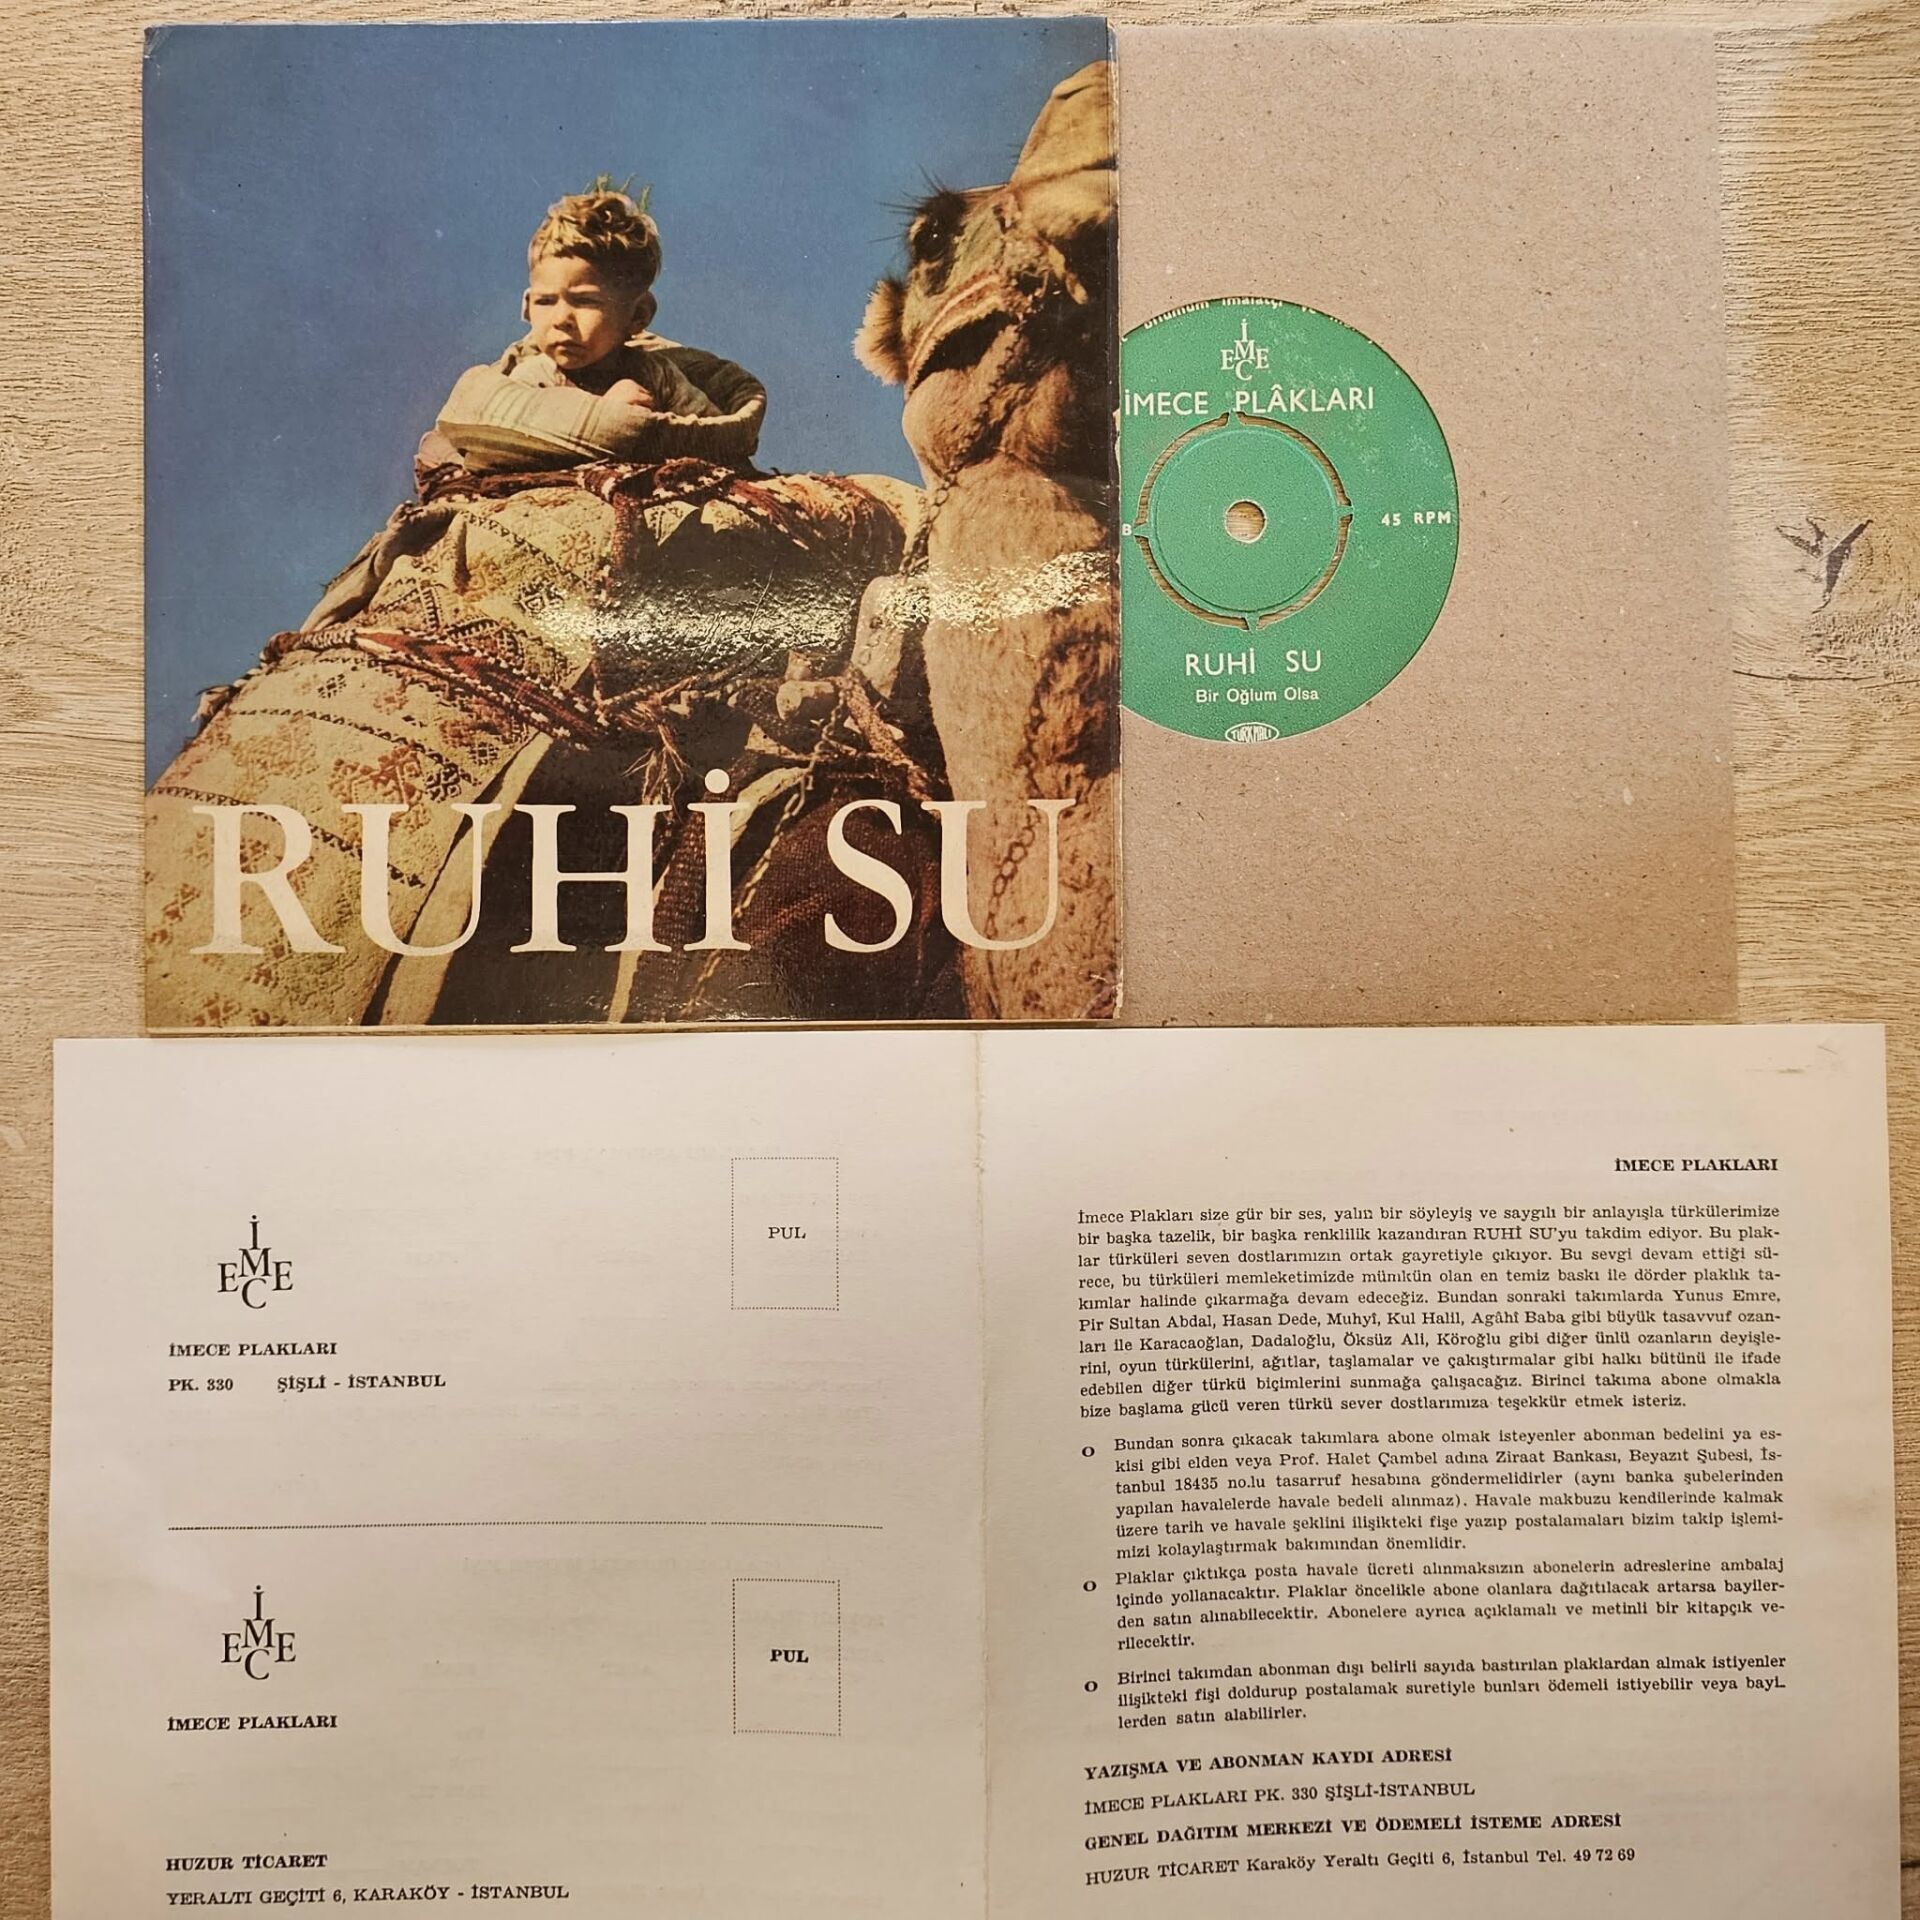 RUHİ SU
İMECE
İMECE PLÂKLARI
B
45 RPM
RUHİ SU
Bir Oğlum Olsa
TÜRK MALI
İMECE
İMECE PLAKLARI
PK. 330 ŞİŞLİ - İSTANBUL
PUL
İMECE
İMECE PLAKLARI
PUL
HUZUR TİCARET
YERALTI GEÇİTİ 6, KARAKÖY - İSTANBUL
İMECE PLAKLARI
İmece Plakları size gür bir ses, yalın bir söyleyiş ve saygılı bir anlayışla türkülerimize
bir başka tazelik, bir başka renklilik kazandıran RUHİ SU'yu takdim ediyor. Bu plak-
lar türküleri seven dostlarımızın ortak gayretiyle çıkıyor. Bu sevgi devam ettiği sü-
rece, bu türküleri memleketimizde mümkün olan en temiz baskı ile dörder plaklık ta-
kımlar halinde çıkarmağa devam edeceğiz. Bundan sonraki takımlarda Yunus Emre,
Pir Sultan Abdal, Hasan Dede, Muhyî, Kul Halil, Agâhî Baba gibi büyük tasavvuf ozan-
ları ile Karacaoğlan, Dadaloğlu, Öksüz Ali, Köroğlu gibi diğer ünlü ozanların deyişle-
rini, oyun türkülerini, ağıtlar, taşlamalar ve çakıştırmalar gibi halkı bütünü ile ifade
edebilen diğer türkü biçimlerini sunmağa çalışacağız. Birinci takıma abone olmakla
bize başlama gücü veren türkü sever dostlarımıza teşekkür etmek isteriz.
o Bundan sonra çıkacak takımlara abone olmak isteyenler abonman bedelini ya es-
kisi gibi elden veya Prof. Halet Çambel adına Ziraat Bankası, Beyazıt Şubesi, İs-
tanbul 18435 no.lu tasarruf hesabına göndermelidirler (aynı banka şubelerinden
yapılan havalelerde havale bedeli alınmaz). Havale makbuzu kendilerinde kalmak
üzere tarih ve havale şeklini ilişikteki fişe yazıp postalamaları bizim takip işlemi-
mizi kolaylaştırmak bakımından önemlidir.
o Plaklar çıktıkça posta havale ücreti alınmaksızın abonelerin adreslerine ambalaj
içinde yollanacaktır. Plaklar öncelikle abone olanlara dağıtılacak artarsa bayiler-
den satın alınabilecektir. Abonelere ayrıca açıklamalı ve metinli bir kitapçık ve-
rilecektir.
o Birinci takımdan abonman dışı belirli sayıda bastırılan plaklardan almak istiyenler
ilişikteki fişi doldurup postalamak suretiyle bunları ödemeli istiyebilir veya bayi-
lerden satın alabilirler.
YAZIŞMA VE ABONMAN KAYDI ADRESİ
İMECE PLAKLARI PK. 330 ŞİŞLİ-İSTANBUL
GENEL DAĞITIM MERKEZİ VE ÖDEMELİ İSTEME ADRESİ
HUZUR TİCARET Karaköy Yeraltı Geçiti 6, İstanbul Tel. 49 72 69